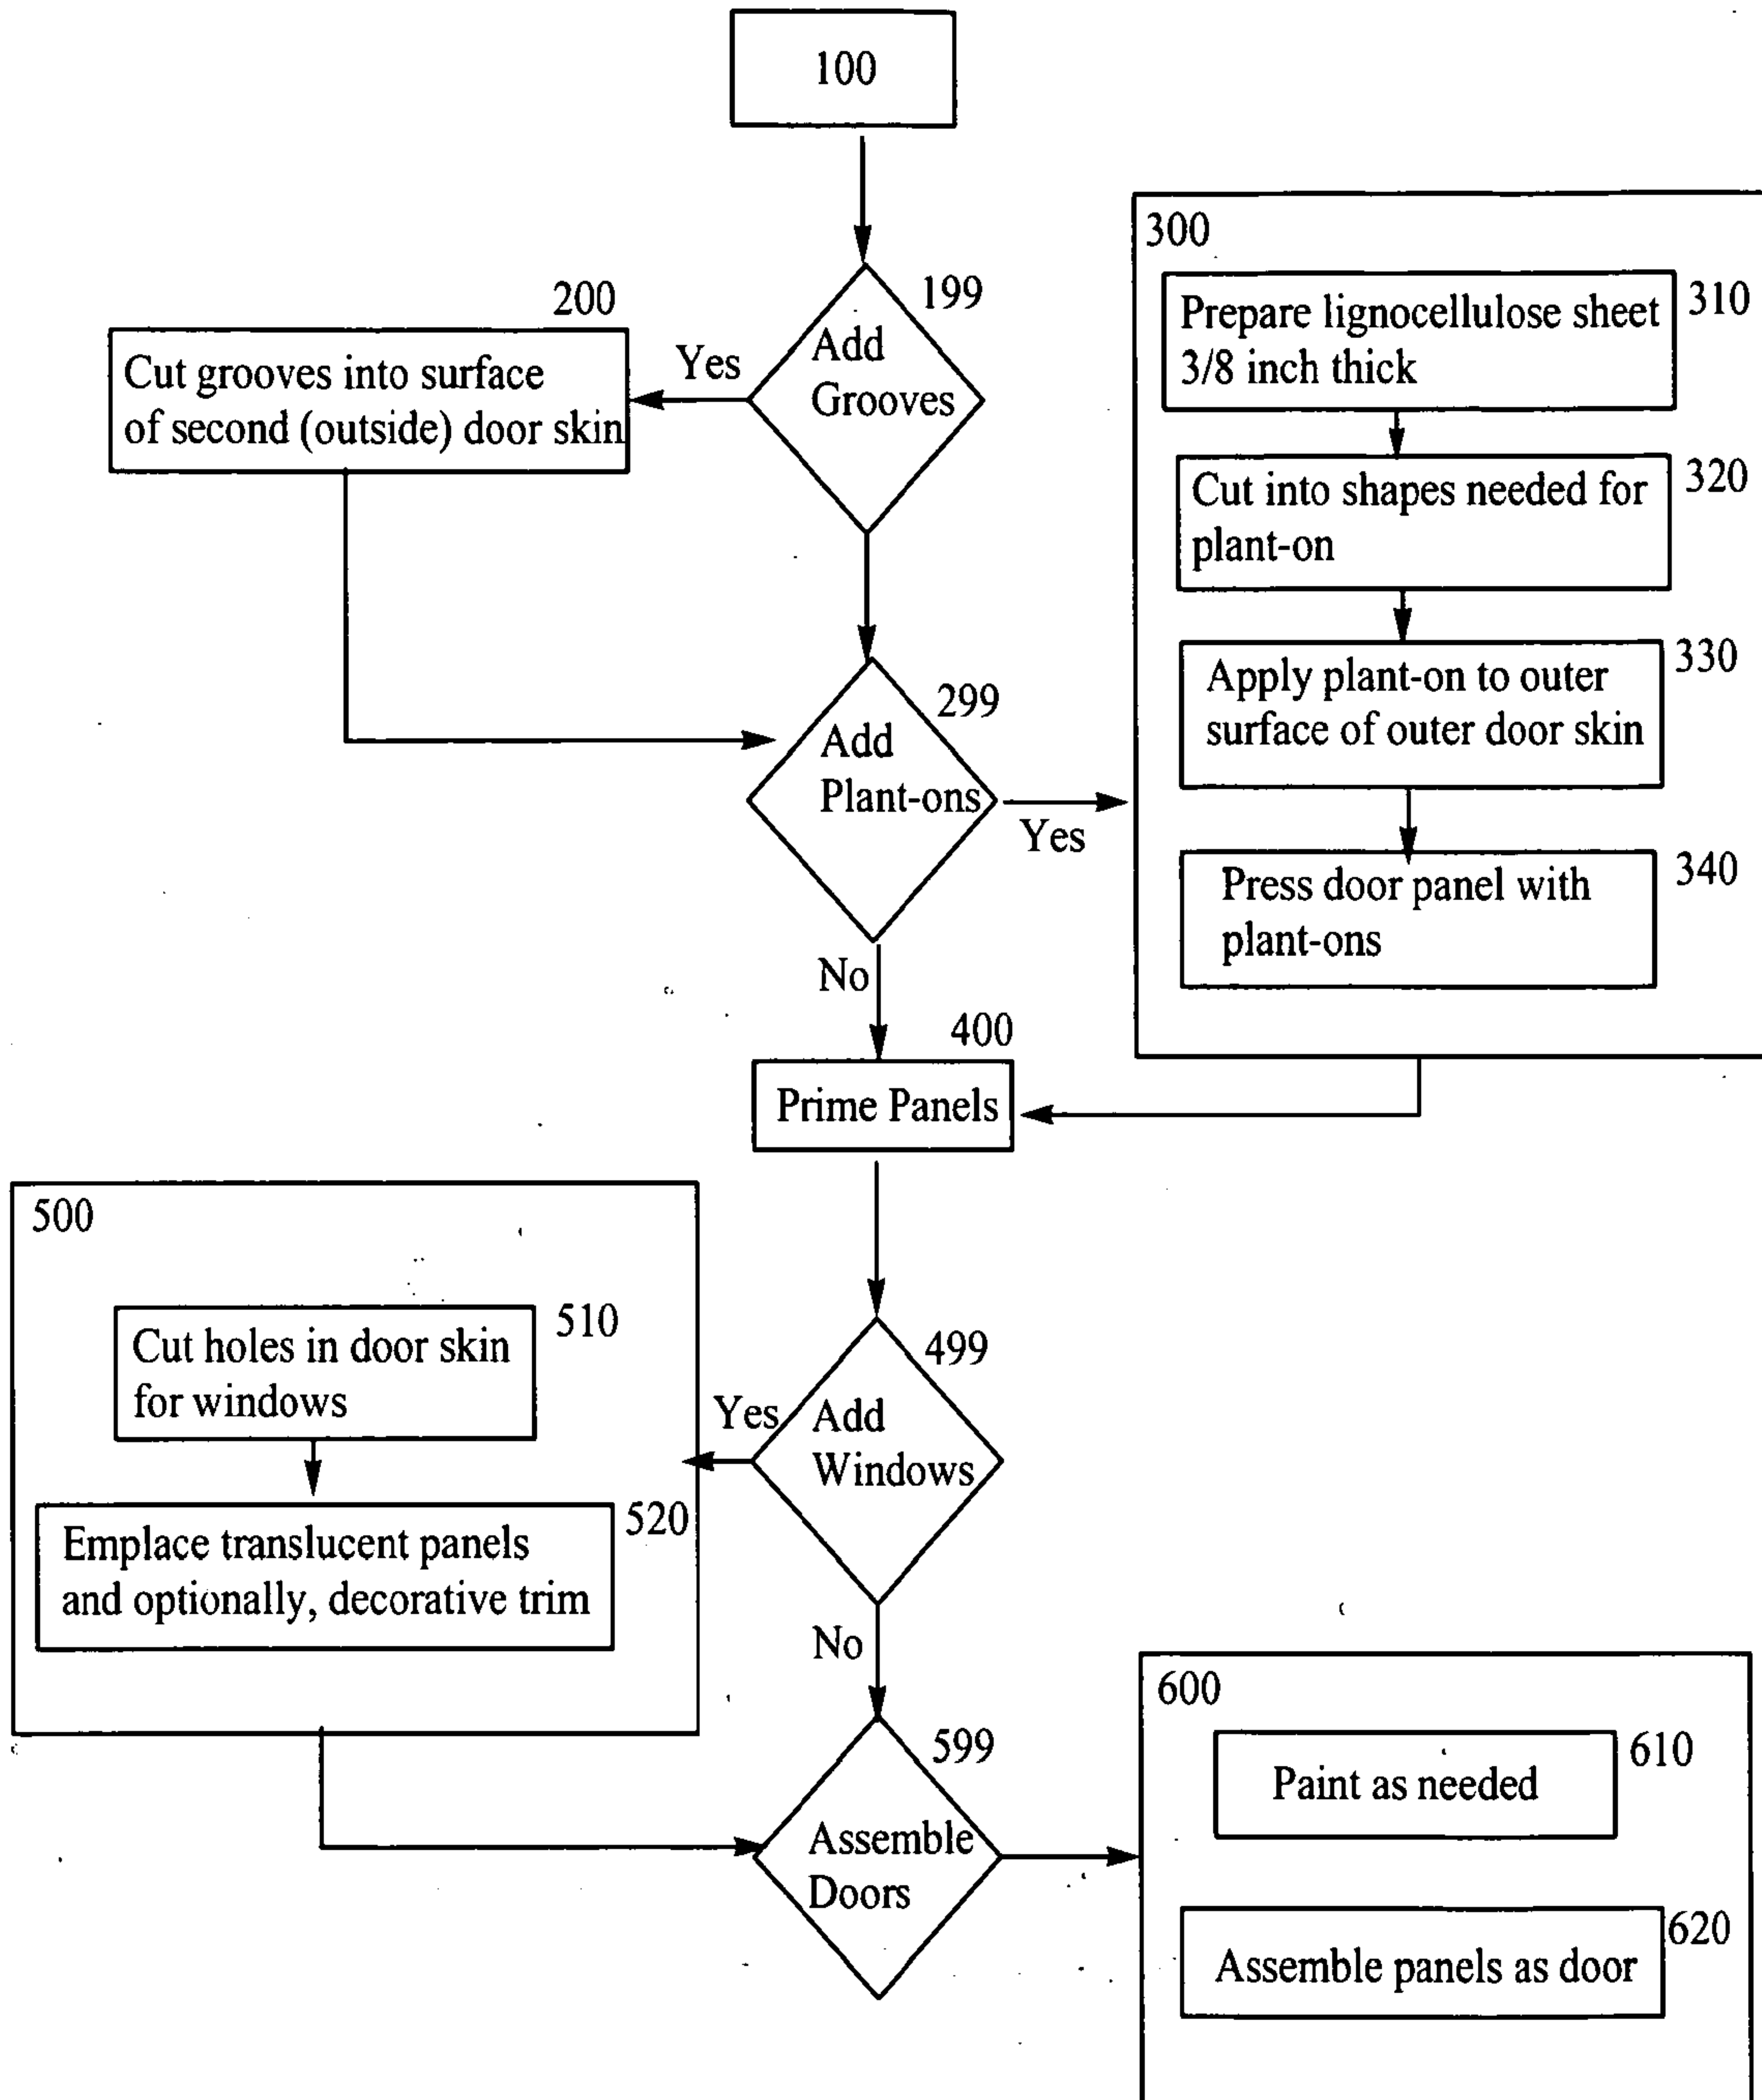 100
199
Add
Grooves
Yes
200
Cut grooves into surface
of second (outside) door skin
299
Add
Plant-ons
Yes
No
300
310
Prepare lignocellulose sheet
3/8 inch thick
320
Cut into shapes needed for
plant-on
330
Apply plant-on to outer
surface of outer door skin
340
Press door panel with
plant-ons
400
Prime Panels
499
Add
Windows
Yes
No
500
510
Cut holes in door skin
for windows
520
Emplace translucent panels
and optionally, decorative trim
599
Assemble
Doors
600
610
Paint as needed
620
Assemble panels as door